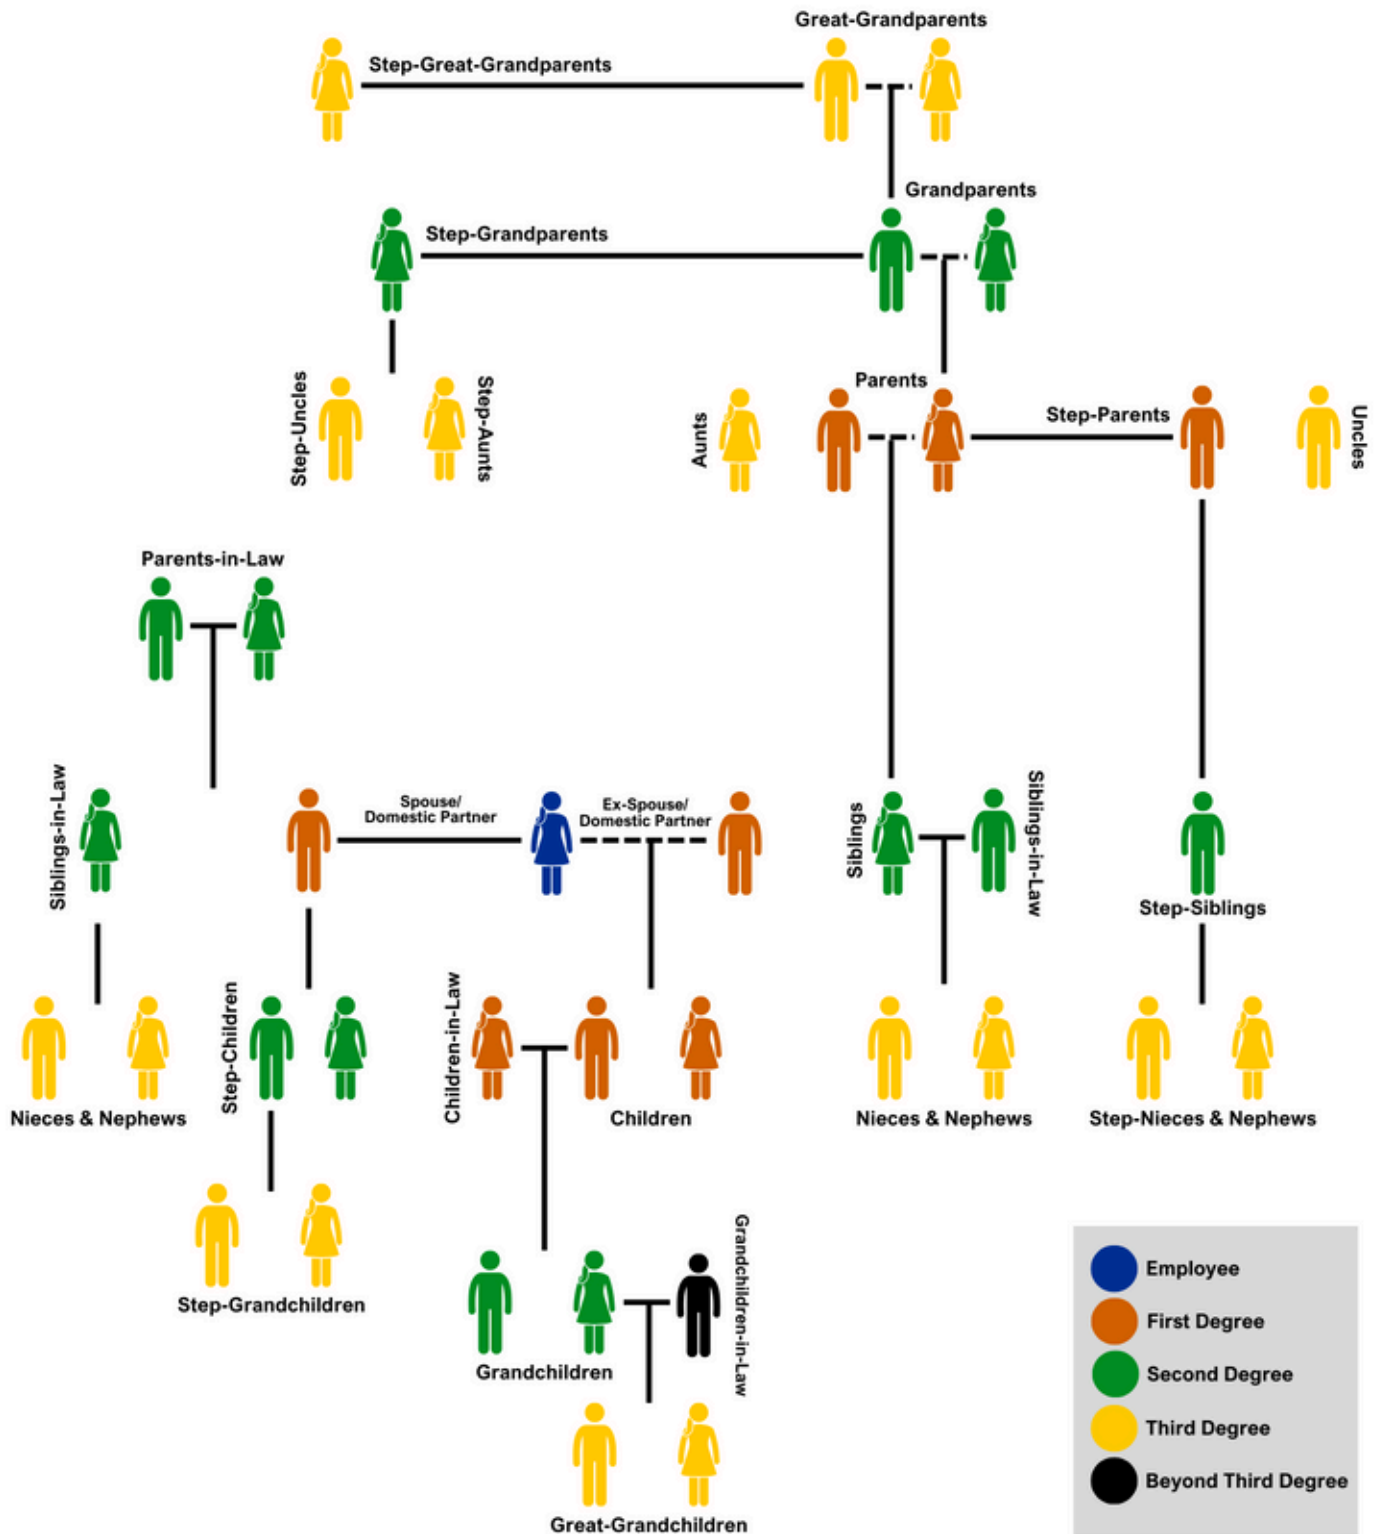 Great-Grandparents
Step-Great-Grandparents
Grandparents
Step-Grandparents
Step-Uncles
Step-Aunts
Aunts
Parents
Step-Parents
Uncles
Parents-in-Law
Siblings-in-Law
Spouse/
Domestic Partner
Ex-Spouse/
Domestic Partner
Siblings
Siblings-in-Law
Step-Siblings
Nieces & Nephews
Step-Children
Children-in-Law
Children
Nieces & Nephews
Step-Nieces & Nephews
Step-Grandchildren
Grandchildren
Grandchildren-in-Law
Great-Grandchildren
Employee
First Degree
Second Degree
Third Degree
Beyond Third Degree